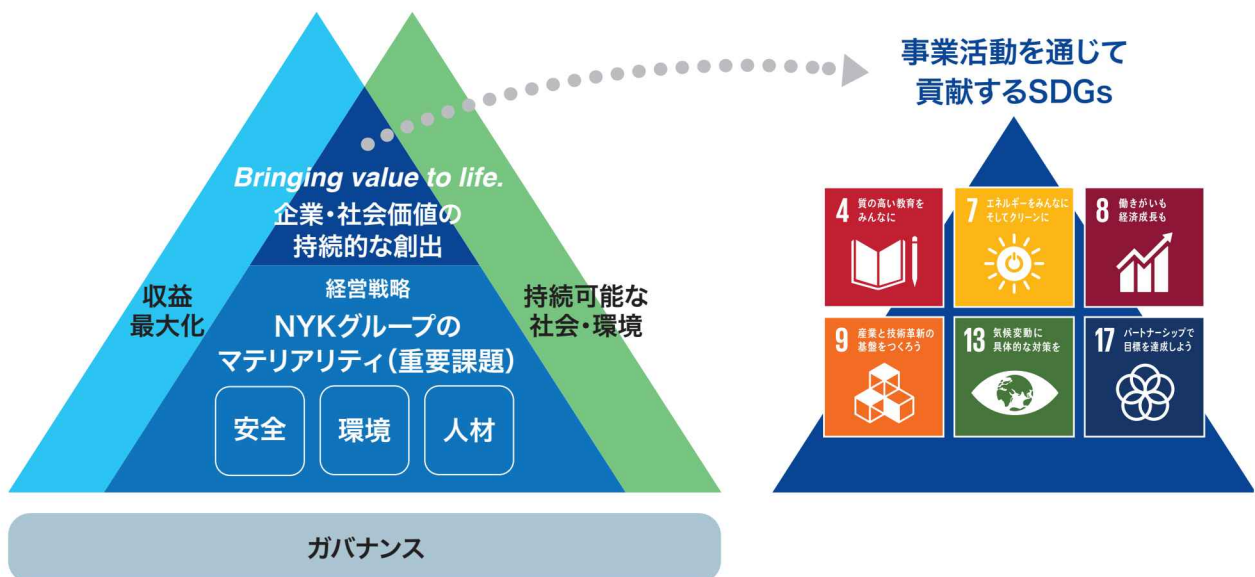 Bringing value to life.
企業・社会価値の
持続的な創出
収益
最大化
経営戦略
NYKグループの
マテリアリティ(重要課題)
安全
環境
人材
持続可能な
社会・環境
ガバナンス
事業活動を通じて
貢献するSDGs
4 質の高い教育を
みんなに
7 エネルギーをみんなに
そしてクリーンに
8 働きがいも
経済成長も
9 産業と技術革新の
基盤をつくろう
13 気候変動に
具体的な対策を
17 パートナーシップで
目標を達成しよう